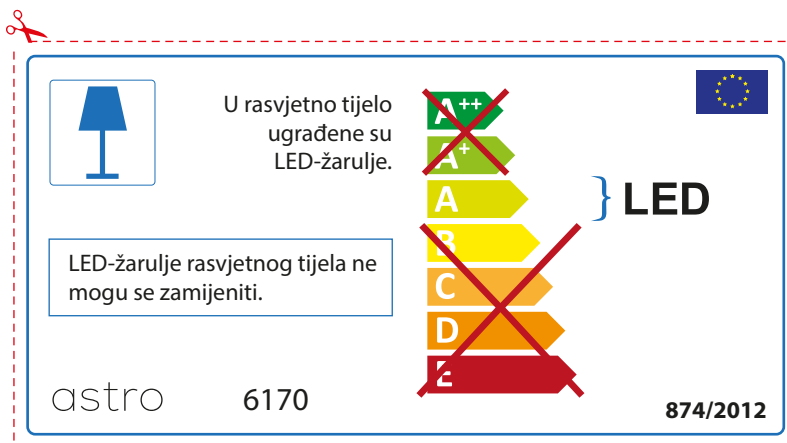 U rasvjetno tijelo
ugrađene su
LED-žarulje.
A++
A+
A
B
C
D
E
LED
LED-žarulje rasvjetnog tijela ne
mogu se zamijeniti.
astro
6170
874/2012